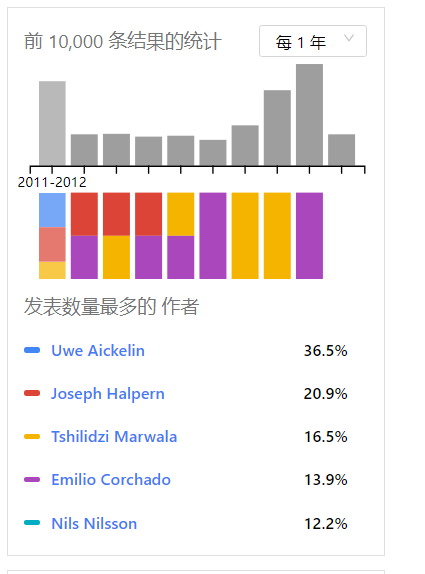 前 10,000 条结果的统计
每 1 年
2011-2012
发表数量最多的 作者
Uwe Aickelin 36.5%
Joseph Halpern 20.9%
Tshilidzi Marwala 16.5%
Emilio Corchado 13.9%
Nils Nilsson 12.2%